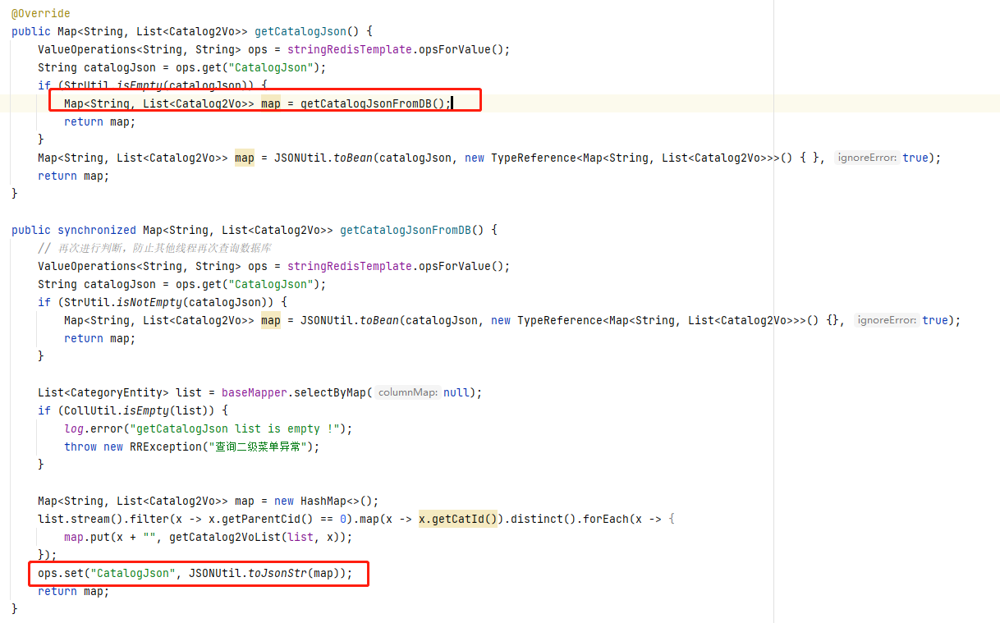 @Override
public Map<String, List<Catalog2Vo>> getCatalogJson() {
ValueOperations<String, String> ops = stringRedisTemplate.opsForValue();
String catalogJson = ops.get("CatalogJson");
if (StrUtil.isEmpty(catalogJson)) {
Map<String, List<Catalog2Vo>> map = getCatalogJsonFromDB();
return map;
}
Map<String, List<Catalog2Vo>> map = JSONUtil.toBean(catalogJson, new TypeReference<Map<String, List<Catalog2Vo>>>() { }, ignoreError: true);
return map;
}
public synchronized Map<String, List<Catalog2Vo>> getCatalogJsonFromDB() {
// 再次进行判断，防止其他线程再次查询数据库
ValueOperations<String, String> ops = stringRedisTemplate.opsForValue();
String catalogJson = ops.get("CatalogJson");
if (StrUtil.isNotEmpty(catalogJson)) {
Map<String, List<Catalog2Vo>> map = JSONUtil.toBean(catalogJson, new TypeReference<Map<String, List<Catalog2Vo>>>() {}, ignoreError: true);
return map;
}
List<CategoryEntity> list = baseMapper.selectByMap( columnMap: null);
if (CollUtil.isEmpty(list)) {
log.error("getCatalogJson list is empty !");
throw new RRException("查询二级菜单异常");
}
Map<String, List<Catalog2Vo>> map = new HashMap<>();
list.stream().filter(x -> x.getParentCid() == 0).map(x -> x.getCatId()).distinct().forEach(x -> {
map.put(x + "", getCatalog2VoList(list, x));
});
ops.set("CatalogJson", JSONUtil.toJsonStr(map));
return map;
}